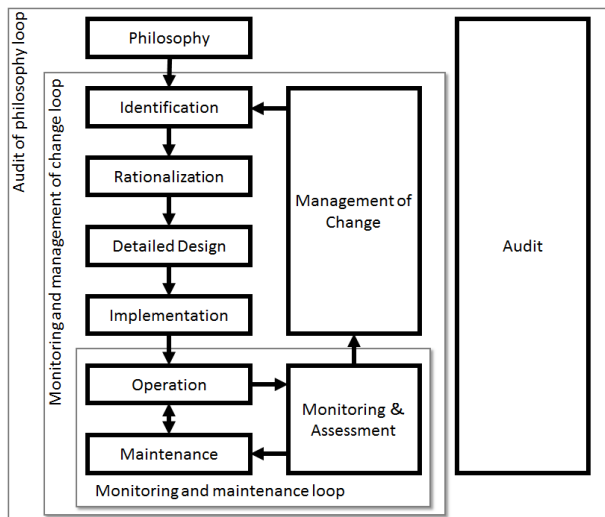 Audit of philosophy loop
Monitoring and management of change loop
Philosophy
Identification
Rationalization
Detailed Design
Implementation
Operation
Maintenance
Monitoring and maintenance loop
Management of
Change
Monitoring &
Assessment
Audit